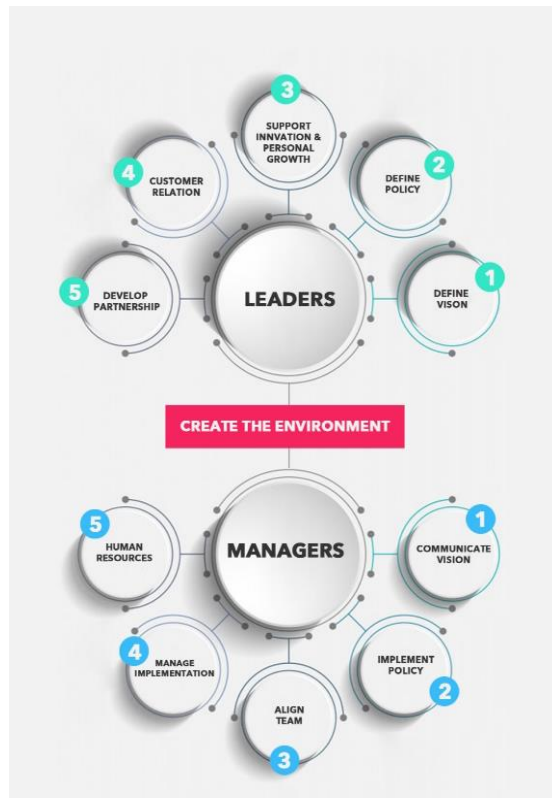 3
SUPPORT
INNVATION &
PERSONAL
GROWTH
4
CUSTOMER
RELATION
2
DEFINE
POLICY
5
DEVELOP
PARTNERSHIP
LEADERS
1
DEFINE
VISON
CREATE THE ENVIRONMENT
5
HUMAN
RESOURCES
MANAGERS
1
COMMUNICATE
VISION
4
MANAGE
IMPLEMENTATION
IMPLEMENT
POLICY
2
ALIGN
TEAM
3